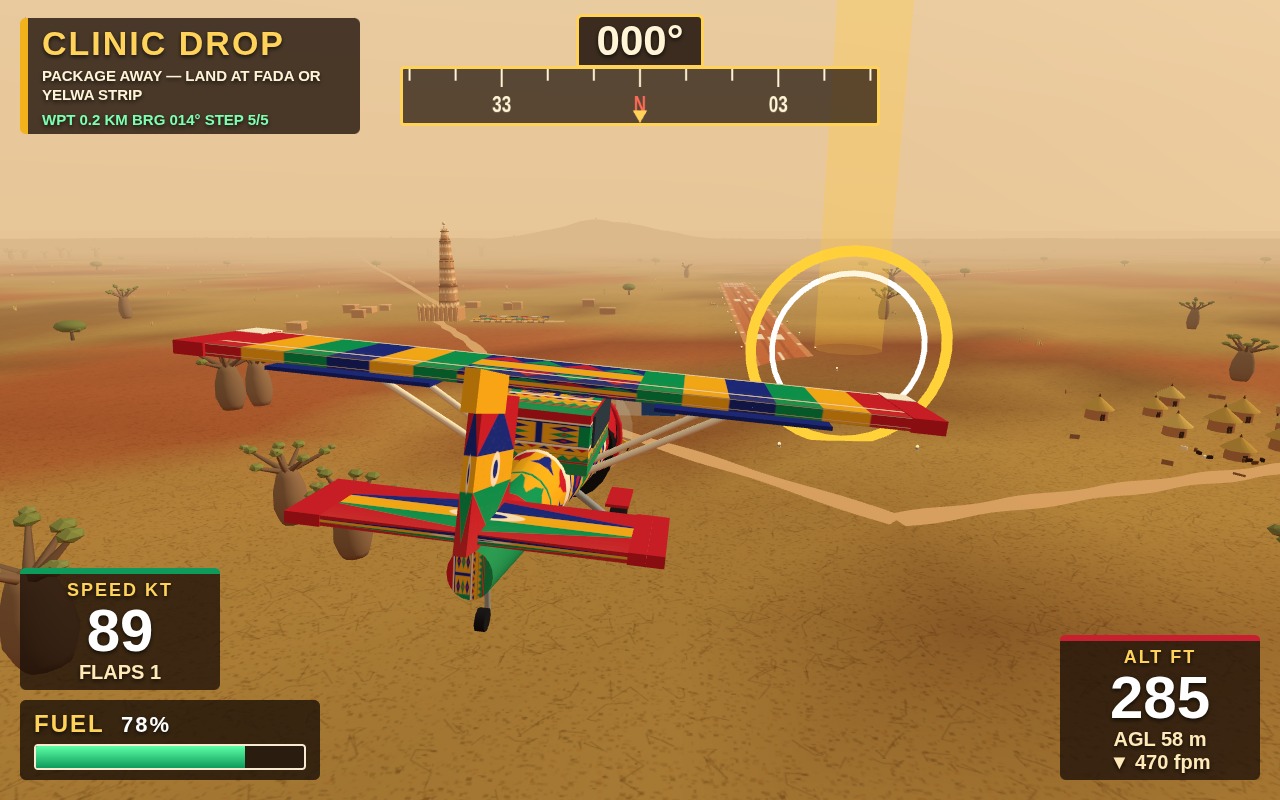 CLINIC DROP
PACKAGE AWAY — LAND AT FADA OR
YELWA STRIP
WPT 0.2 KM BRG 014° STEP 5/5
000°
33 N 03
SPEED KT
89
FLAPS 1
FUEL 78%
ALT FT
285
AGL 58 m
▼ 470 fpm